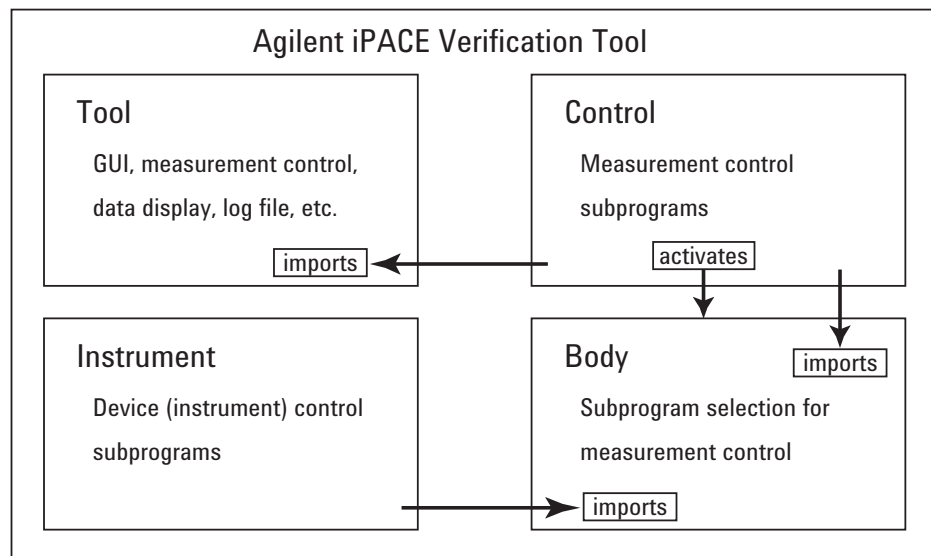 Agilent iPACE Verification Tool
Tool
GUI, measurement control,
data display, log file, etc.
imports
Control
Measurement control
subprograms
activates
Instrument
Device (instrument) control
subprograms
Body
imports
Subprogram selection for
measurement control
imports